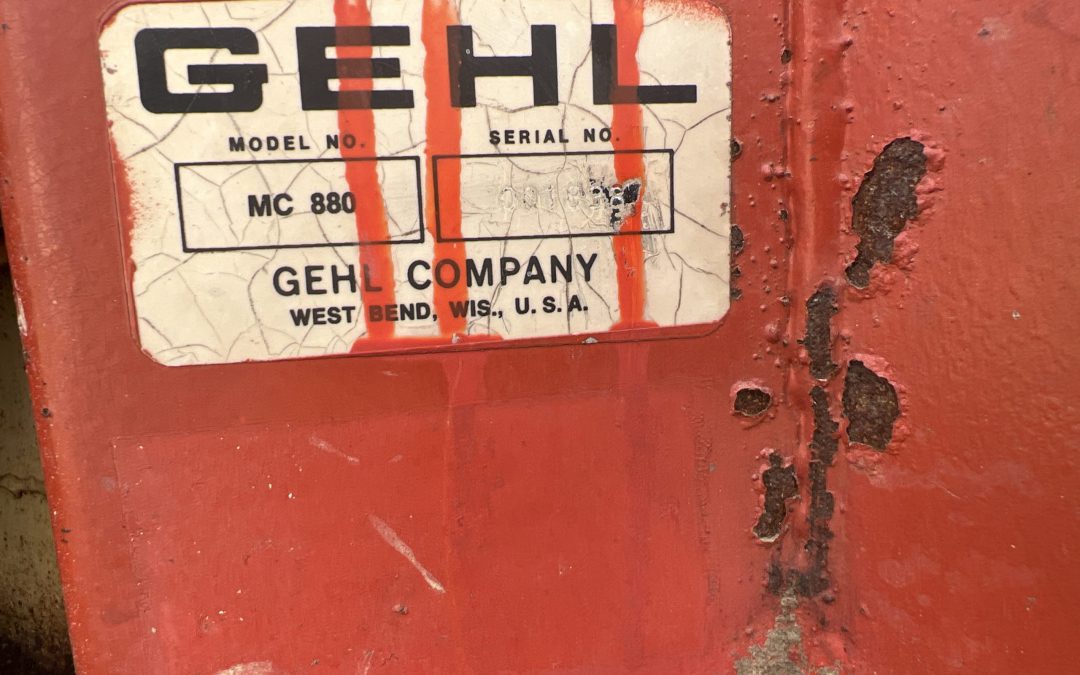 GEHL
MODEL NO. SERIAL NO.
MC 880
GEHL COMPANY
WEST BEND, WIS., U.S.A.